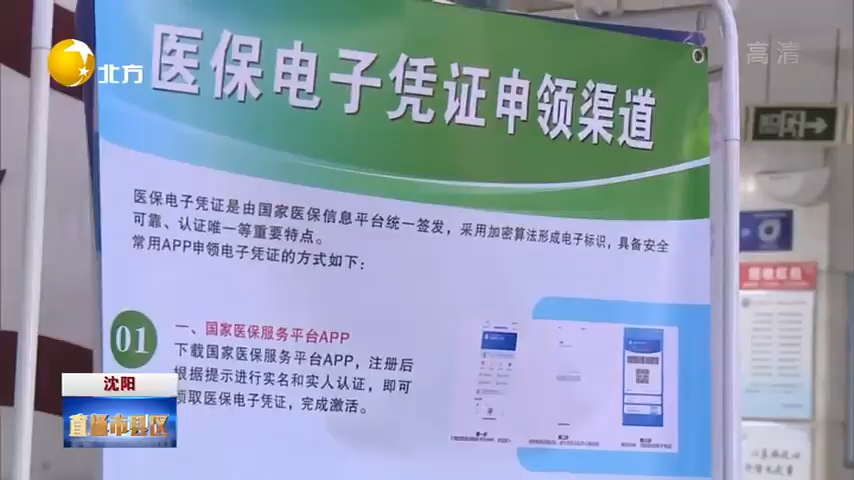 北方
高清
医保电子凭证申领渠道
医保电子凭证是由国家医保信息平台统一签发，采用加密算法形成电子标识，具备安全
可靠、认证唯一等重要特点。
常用APP申领电子凭证的方式如下：
01
一、国家医保服务平台APP
下载国家医保服务平台APP，注册后
根据提示进行实名和实人认证，即可
领取医保电子凭证，完成激活。
沈阳
直播市县区